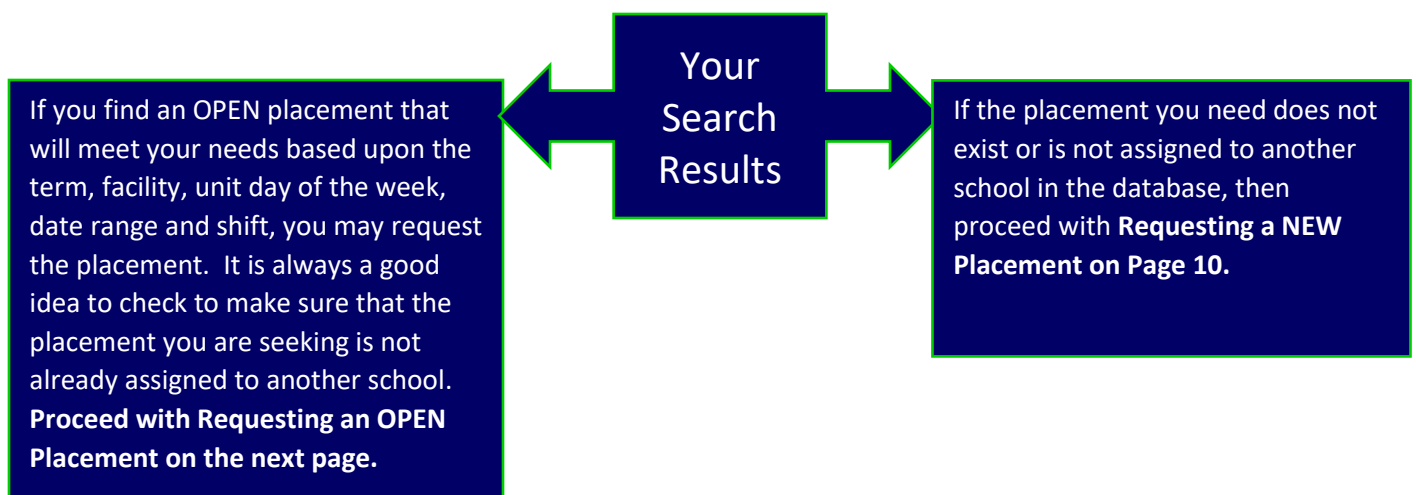 Your
Search
Results
If you find an OPEN placement that
will meet your needs based upon the
term, facility, unit day of the week,
date range and shift, you may request
the placement.  It is always a good
idea to check to make sure that the
placement you are seeking is not
already assigned to another school.
Proceed with Requesting an OPEN
Placement on the next page.
If the placement you need does not
exist or is not assigned to another
school in the database, then
proceed with Requesting a NEW
Placement on Page 10.